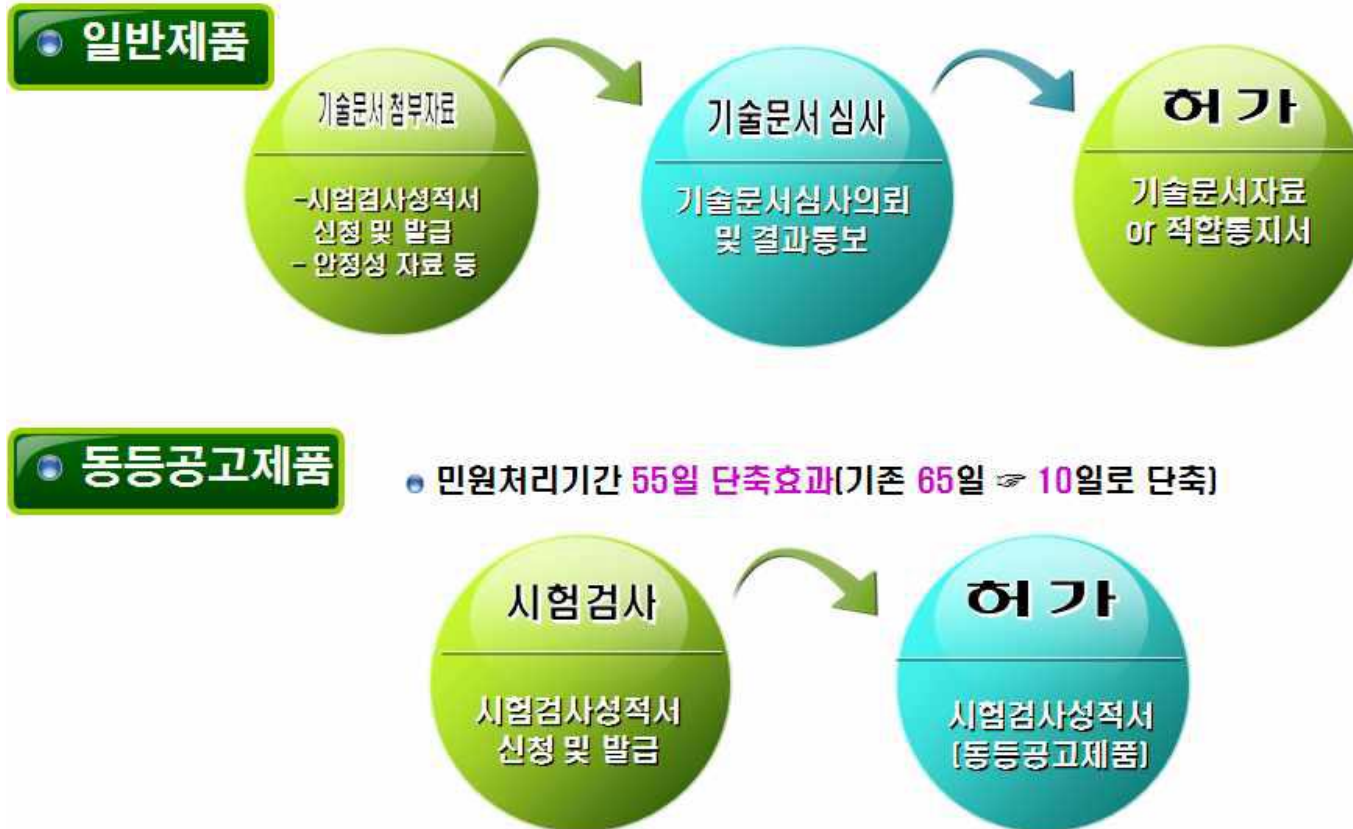 일반제품
기술문서 첨부자료
-시험검사성적서
신청 및 발급
- 안정성 자료 등
기술문서 심사
기술문서심사의뢰
및 결과통보
허가
기술문서자료
or 적합통지서
동등공고제품
민원처리기간 55일 단축효과(기존 65일 ☞ 10일로 단축)
시험검사
시험검사성적서
신청 및 발급
허가
시험검사성적서
(동등공고제품)